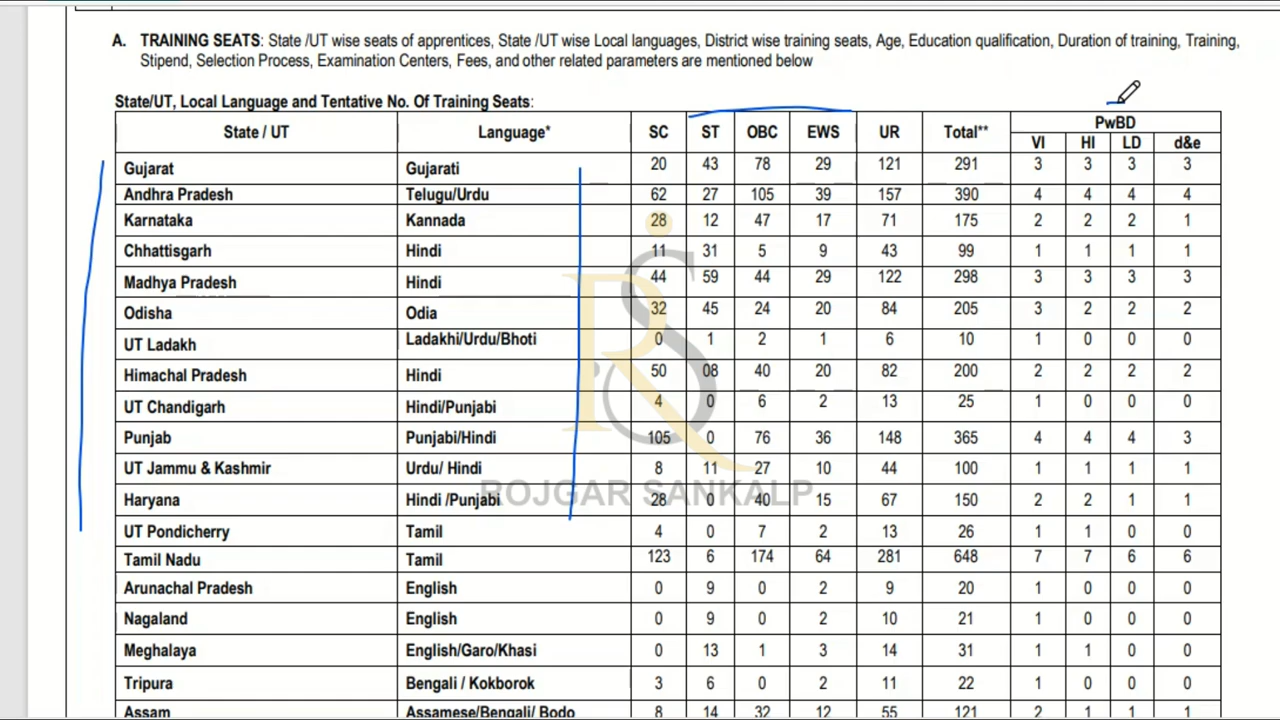 A. TRAINING SEATS: State /UT wise seats of apprentices, State /UT wise Local languages, District wise training seats, Age, Education qualification, Duration of training, Training,
Stipend, Selection Process, Examination Centers, Fees, and other related parameters are mentioned below
State/UT, Local Language and Tentative No. Of Training Seats:
State / UT Language* SC ST OBC EWS UR Total** PwBD
VI HI LD d&e
Gujarat Gujarati 20 43 78 29 121 291 3 3 3 3
Andhra Pradesh Telugu/Urdu 62 27 105 39 157 390 4 4 4 4
Karnataka Kannada 28 12 47 17 71 175 2 2 2 1
Chhattisgarh Hindi 11 31 5 9 43 99 1 1 1 1
Madhya Pradesh Hindi 44 59 44 29 122 298 3 3 3 3
Odisha Odia 32 45 24 20 84 205 3 2 2 2
UT Ladakh Ladakhi/Urdu/Bhoti 0 1 2 1 6 10 1 0 0 0
Himachal Pradesh Hindi 50 08 40 20 82 200 2 2 2 2
UT Chandigarh Hindi/Punjabi 4 0 6 2 13 25 1 0 0 0
Punjab Punjabi/Hindi 105 0 76 36 148 365 4 4 4 3
UT Jammu & Kashmir Urdu/ Hindi 8 11 27 10 44 100 1 1 1 1
Haryana Hindi /Punjabi 28 0 40 15 67 150 2 2 1 1
ROJGAR SANKALP
UT Pondicherry Tamil 4 0 7 2 13 26 1 1 0 0
Tamil Nadu Tamil 123 6 174 64 281 648 7 7 6 6
Arunachal Pradesh English 0 9 0 2 9 20 1 0 0 0
Nagaland English 0 9 0 2 10 21 1 0 0 0
Meghalaya English/Garo/Khasi 0 13 1 3 14 31 1 1 0 0
Tripura Bengali / Kokborok 3 6 0 2 11 22 1 0 0 0
Assam Assamese/Bengali/ Bodo 8 14 32 12 55 121 2 1 1 1